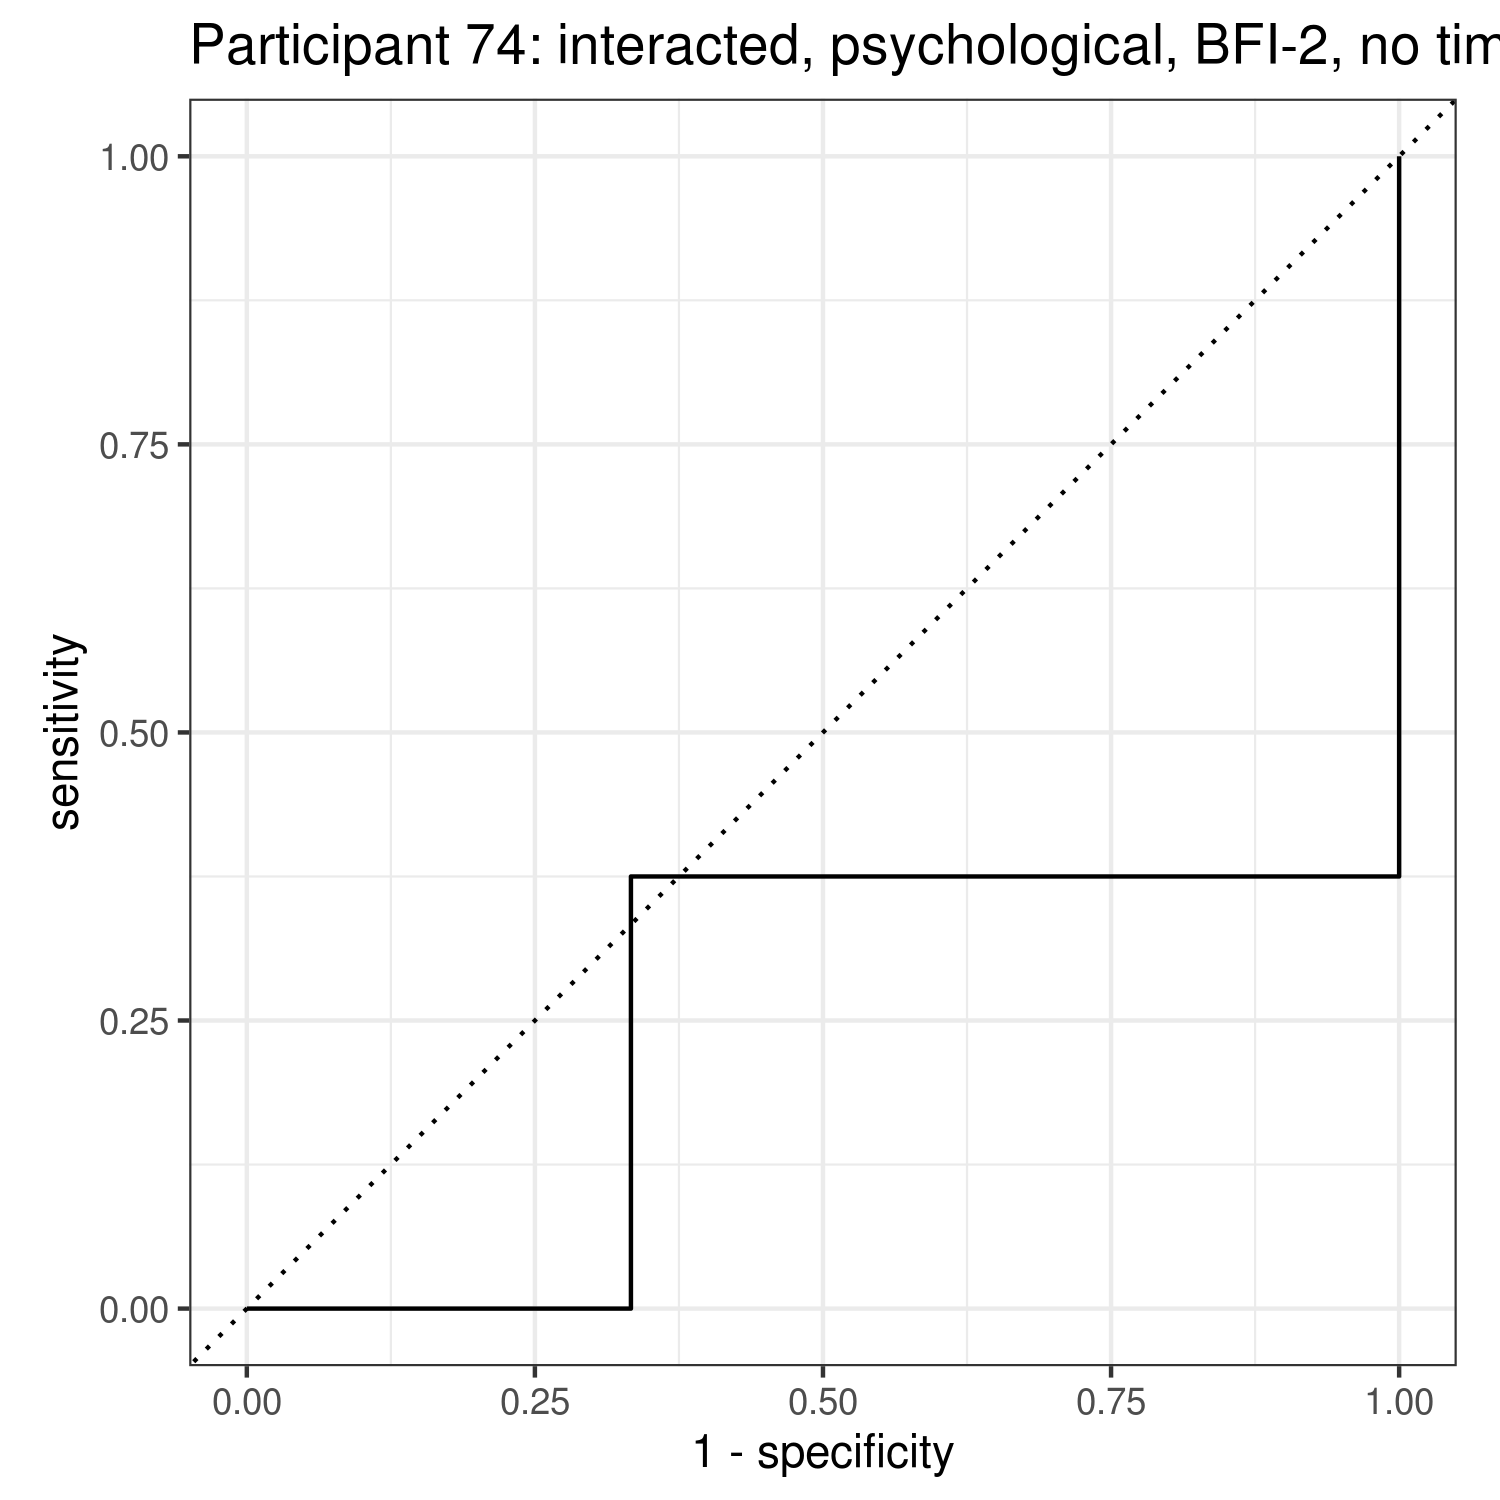 Participant 74: interacted, psychological, BFI-2, no tim
1.00
0.75
0.50
0.25
0.00
sensitivity
0.00 0.25 0.50 0.75 1.00
1 - specificity